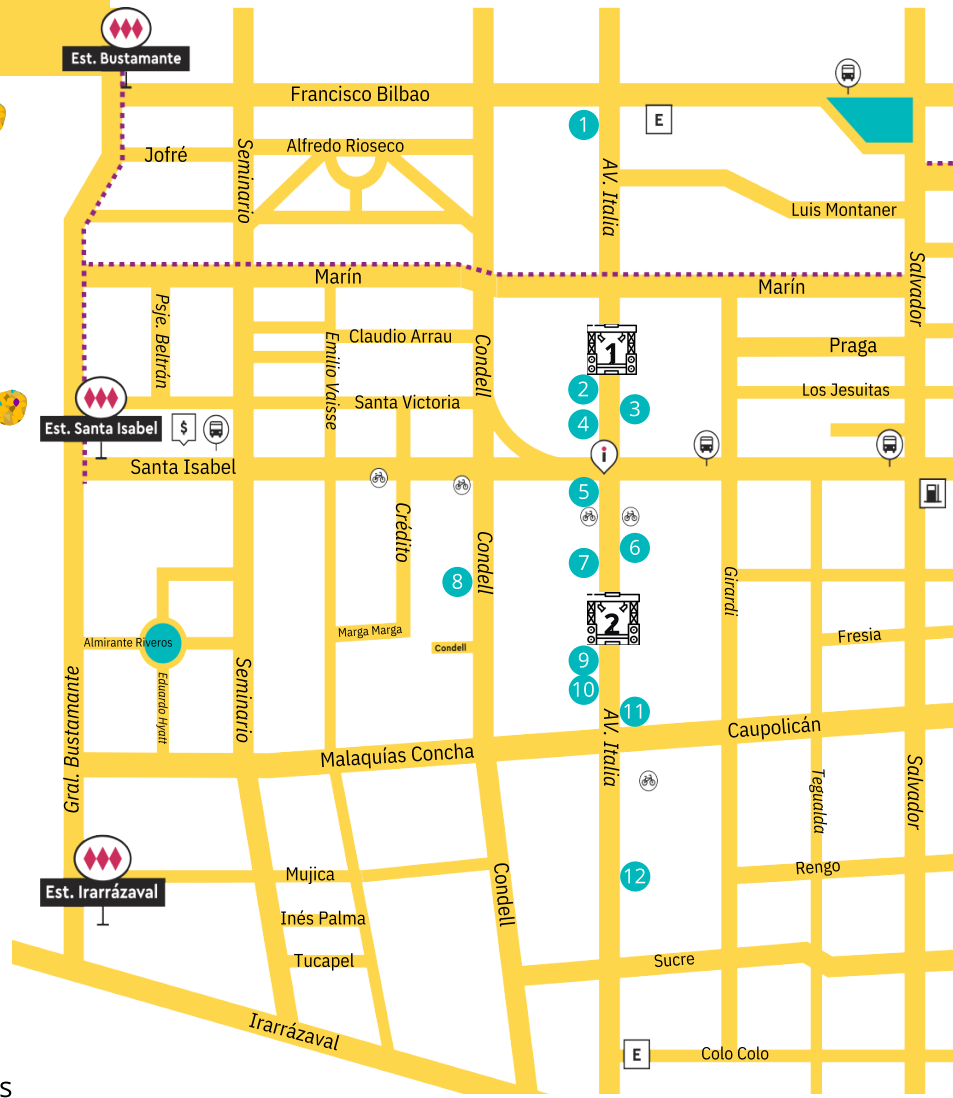 Est. Bustamante
Francisco Bilbao
1
E
Jofré
Seminario
Alfredo Rioseco
AV. Italia
Luis Montaner
Salvador
Marín
Marín
Psje. Beltrán
Emilio Vaisse
Claudio Arrau
Condell
1
Praga
2
3
Los Jesuitas
Santa Victoria
4
Est. Santa Isabel
$
i
Santa Isabel
5
Crédito
Condell
6
7
8
Girardi
2
Marga Marga
Condell
Fresia
Almirante Riveros
Eduardo Hyatt
Seminario
Gral. Bustamante
9
10
11
AV. Italia
Caupolicán
Malaquías Concha
Tegualda
Salvador
Est. Irarrázaval
Mujica
Condell
12
Rengo
Inés Palma
Tucapel
Sucre
Irarrázaval
E
Colo Colo
S